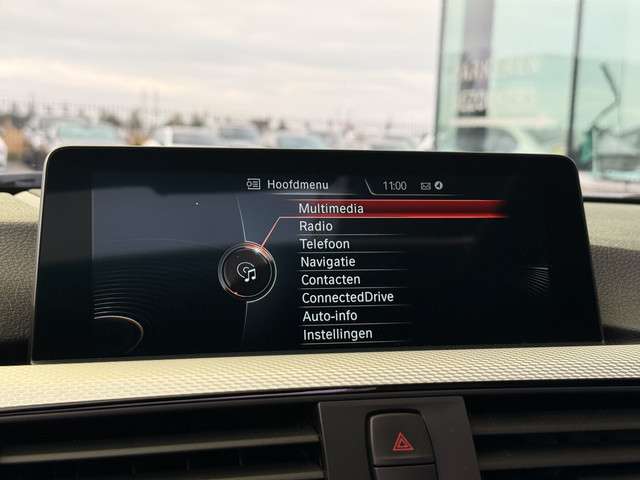 Hoofdmenu 11:00
Multimedia
Radio
Telefoon
Navigatie
Contacten
ConnectedDrive
Auto-info
Instellingen